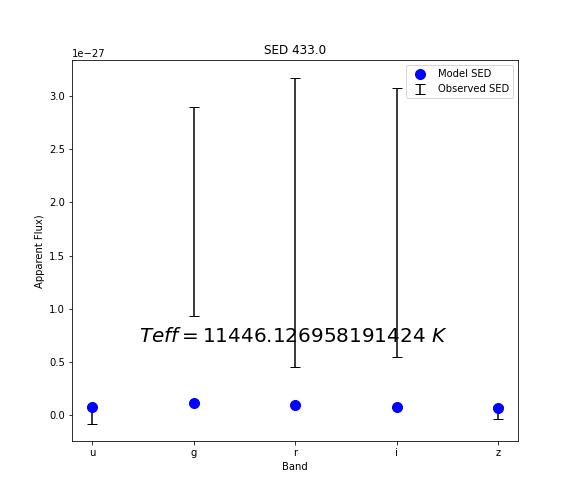 SED 433.0
1e−27
Model SED
Observed SED
3.0
2.5
2.0
1.5
1.0
0.5
0.0
Apparent Flux)
Teff = 11446.126958191424 K
u g r i z
Band